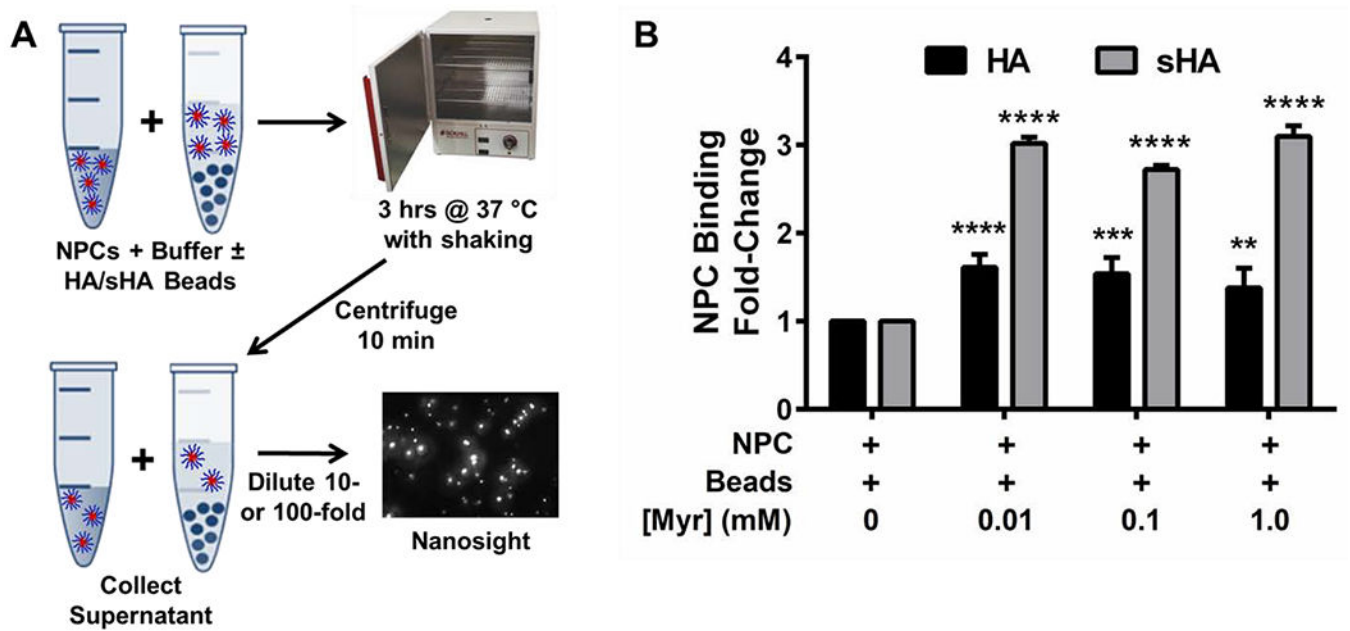 A
+
3 hrs @ 37 °C
with shaking
NPCs + Buffer ±
HA/sHA Beads
Centrifuge
10 min
+
Dilute 10-
or 100-fold
Nanosight
Collect
Supernatant
B
HA
sHA
NPC Binding
Fold-Change
4
3
2
1
0
**** **** *** **** ** ****
NPC + + + +
Beads + + + +
[Myr] (mM) 0 0.01 0.1 1.0